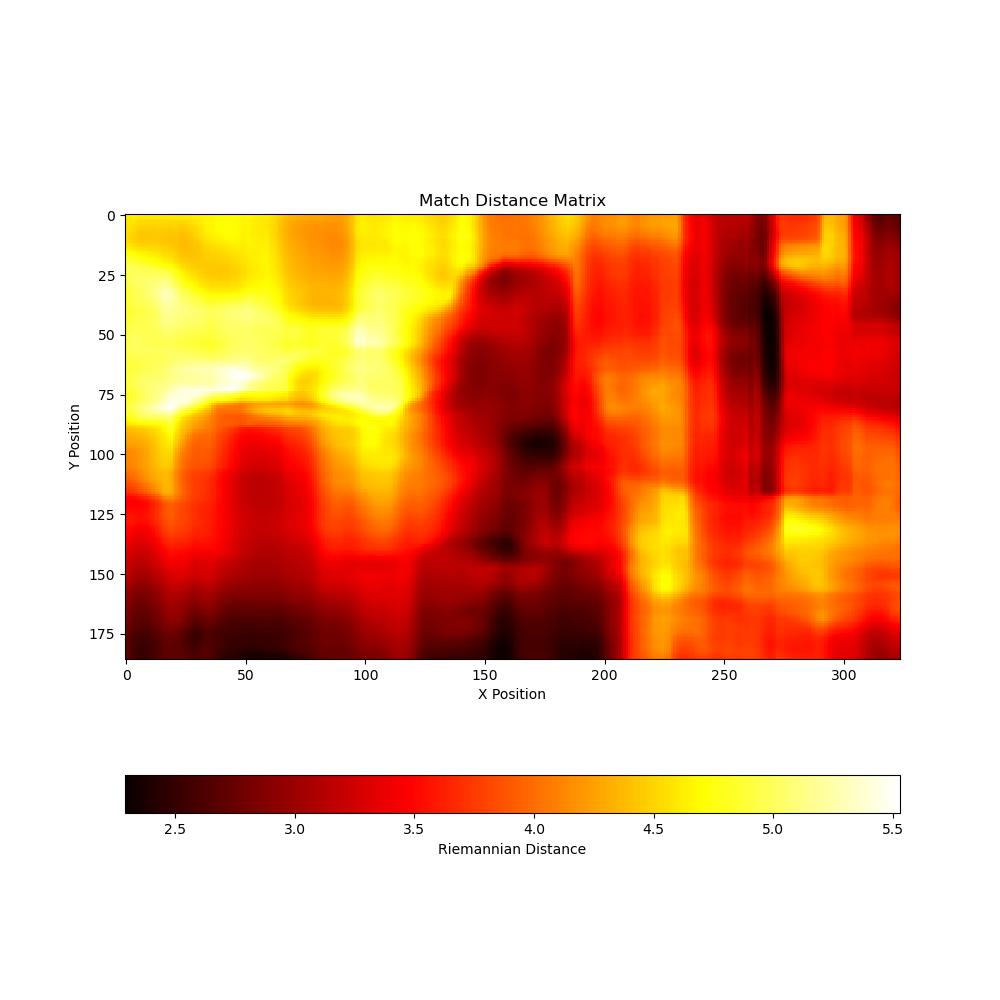 Match Distance Matrix
0
25
50
75
100
125
150
175
Y Position
0 50 100 150 200 250 300
X Position
2.5 3.0 3.5 4.0 4.5 5.0 5.5
Riemannian Distance